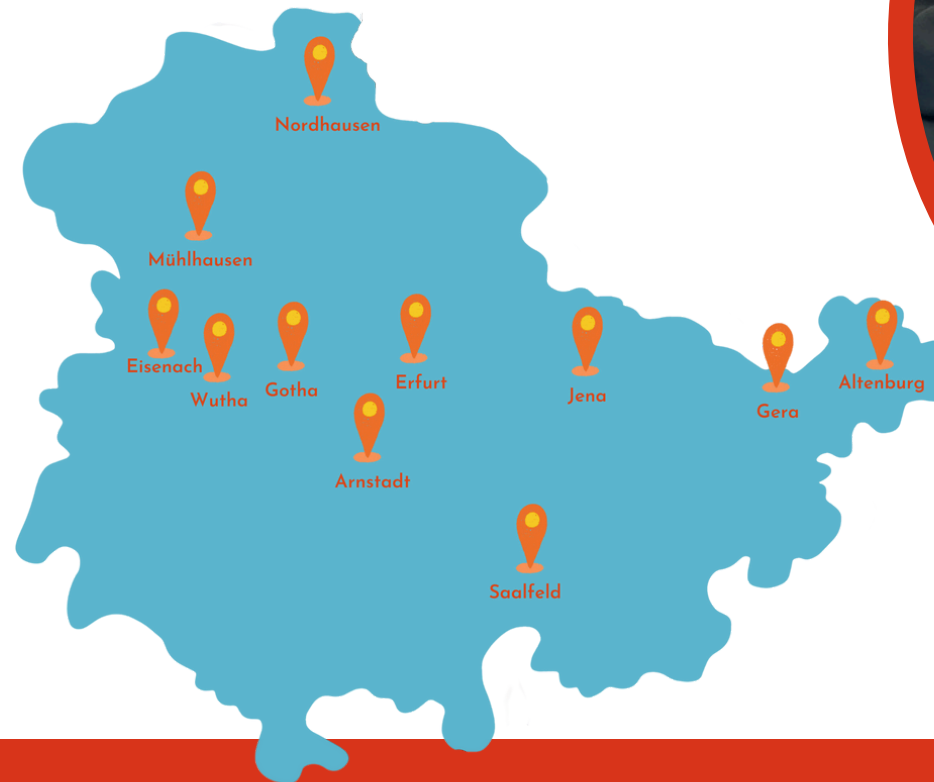 Nordhausen
Mühlhausen
Eisenach
Wutha
Gotha
Erfurt
Jena
Altenburg
Gera
Arnstadt
Saalfeld